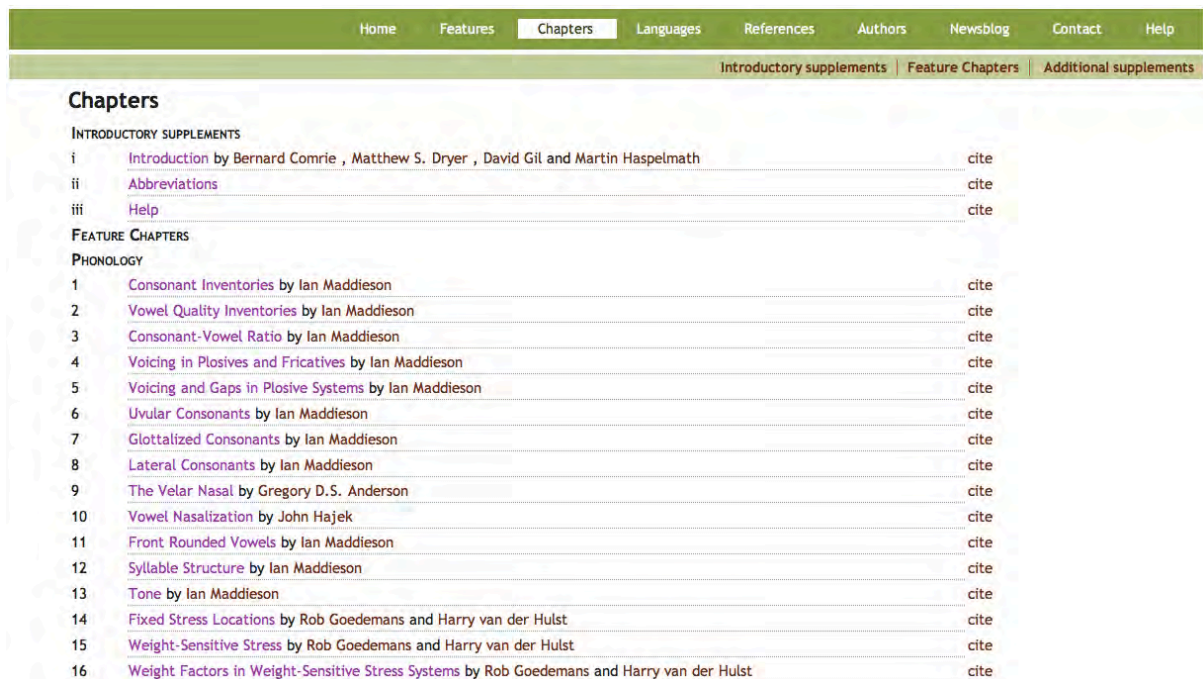 Home Features Chapters Languages References Authors Newsblog Contact Help
Introductory supplements | Feature Chapters | Additional supplements
Chapters
INTRODUCTORY SUPPLEMENTS
i Introduction by Bernard Comrie , Matthew S. Dryer , David Gil and Martin Haspelmath cite
ii Abbreviations cite
iii Help cite
FEATURE CHAPTERS
PHONOLOGY
1 Consonant Inventories by Ian Maddieson cite
2 Vowel Quality Inventories by Ian Maddieson cite
3 Consonant-Vowel Ratio by Ian Maddieson cite
4 Voicing in Plosives and Fricatives by Ian Maddieson cite
5 Voicing and Gaps in Plosive Systems by Ian Maddieson cite
6 Uvular Consonants by Ian Maddieson cite
7 Glottalized Consonants by Ian Maddieson cite
8 Lateral Consonants by Ian Maddieson cite
9 The Velar Nasal by Gregory D.S. Anderson cite
10 Vowel Nasalization by John Hajek cite
11 Front Rounded Vowels by Ian Maddieson cite
12 Syllable Structure by Ian Maddieson cite
13 Tone by Ian Maddieson cite
14 Fixed Stress Locations by Rob Goedemans and Harry van der Hulst cite
15 Weight-Sensitive Stress by Rob Goedemans and Harry van der Hulst cite
16 Weight Factors in Weight-Sensitive Stress Systems by Rob Goedemans and Harry van der Hulst cite